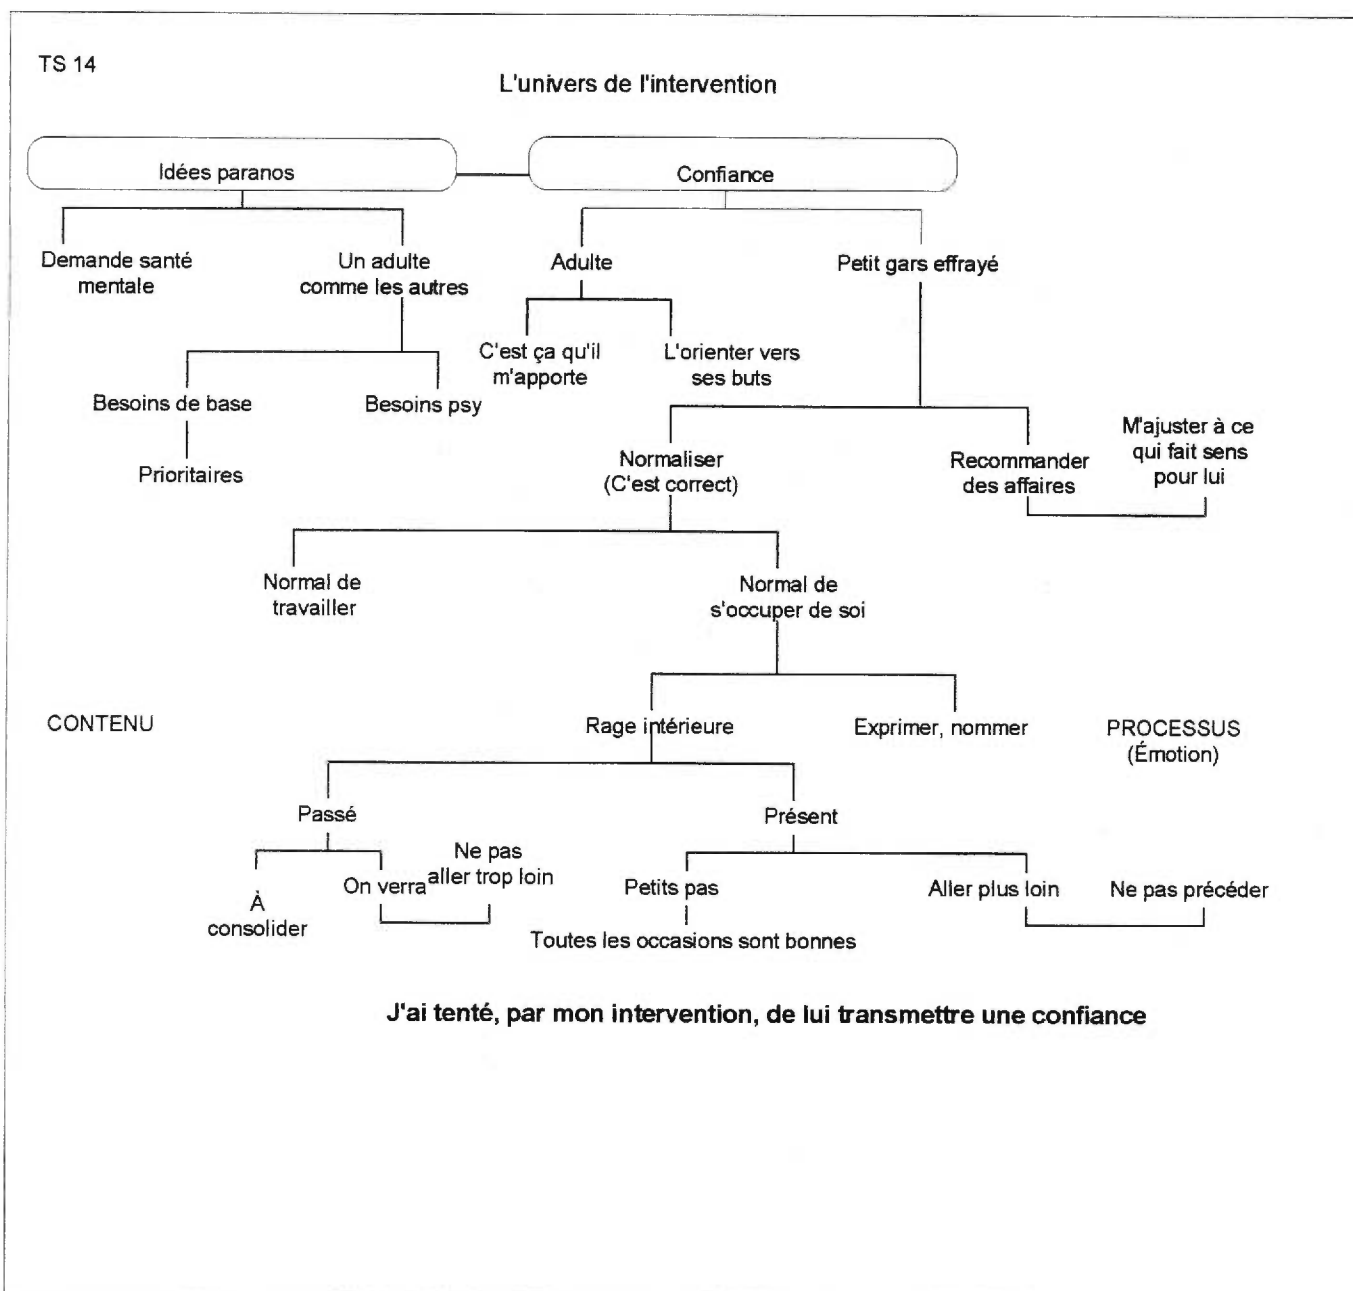 TS 14
L'univers de l'intervention
Idées paranos
Confiance
Demande santé
mentale
Un adulte
comme les autres
Adulte
Petit gars effrayé
C'est ça qu'il
m'apporte
L'orienter vers
ses buts
Besoins de base
Besoins psy
Prioritaires
Normaliser
(C'est correct)
Recommander
des affaires
M'ajuster à ce
qui fait sens
pour lui
Normal de
travailler
Normal de
s'occuper de soi
CONTENU
Rage intérieure
Exprimer, nommer
PROCESSUS
(Émotion)
Passé
Présent
À
consolider
On verra
Ne pas
aller trop loin
Petits pas
Aller plus loin
Ne pas précéder
Toutes les occasions sont bonnes
J'ai tenté, par mon intervention, de lui transmettre une confiance